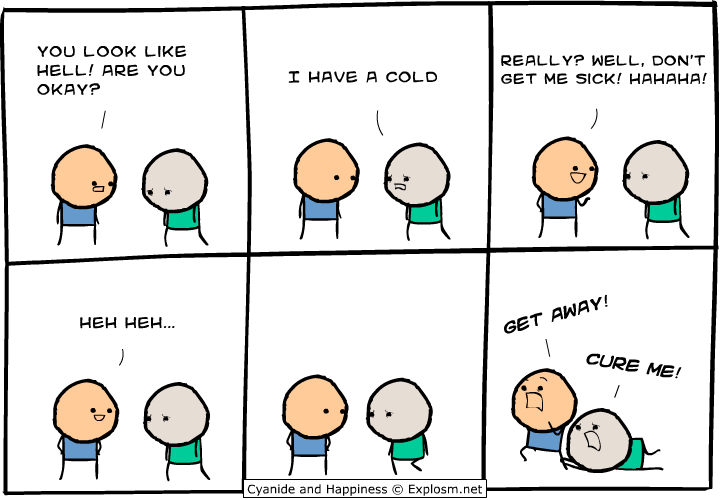 YOU LOOK LIKE
HELL! ARE YOU
OKAY?
I HAVE A COLD
REALLY? WELL, DON'T
GET ME SICK! HAHAHA!
HEH HEH...
GET AWAY!
CURE ME!
Cyanide and Happiness © Explosm.net